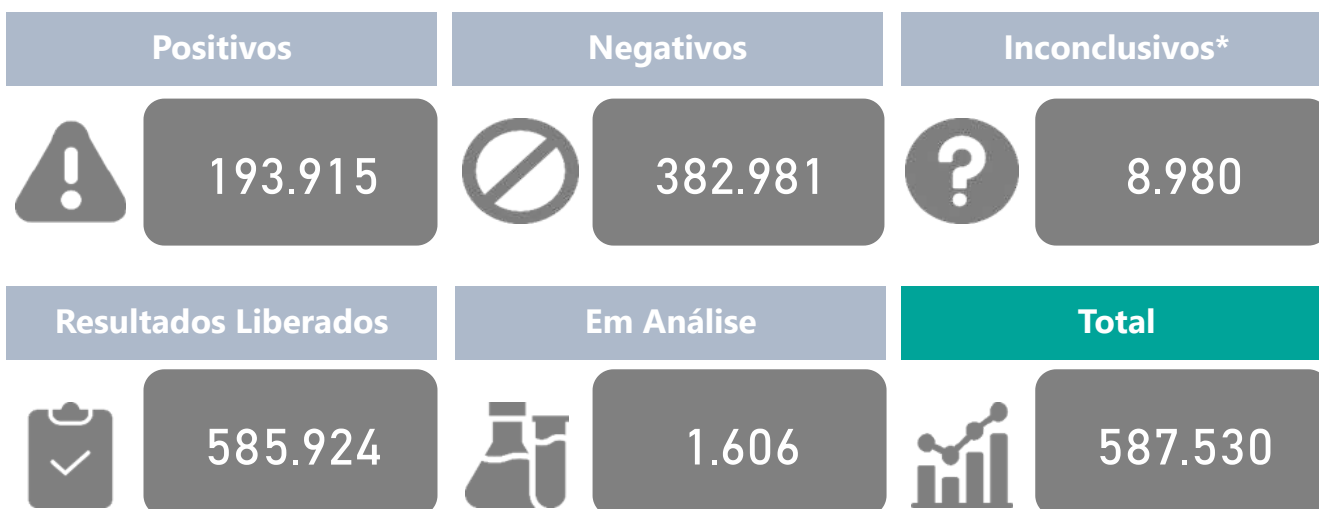 Positivos
Negativos
Inconclusivos*
193.915
382.981
8.980
Resultados Liberados
Em Análise
Total
585.924
1.606
587.530